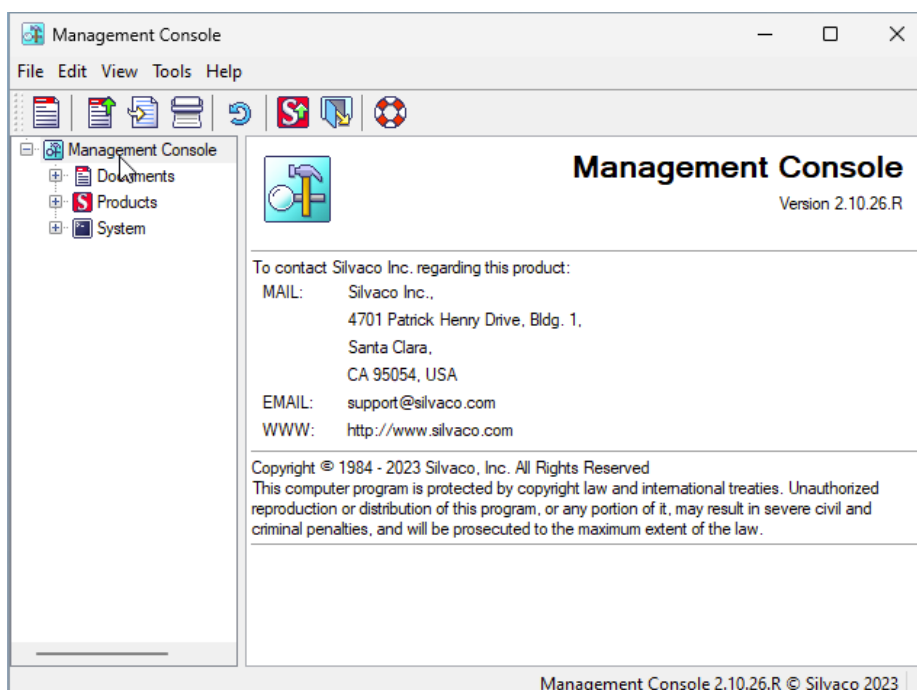 Management Console
File Edit View Tools Help
Management Console
Documents
Products
System
Management Console
Version 2.10.26.R
To contact Silvaco Inc. regarding this product:
MAIL: Silvaco Inc.,
4701 Patrick Henry Drive, Bldg. 1,
Santa Clara,
CA 95054, USA
EMAIL: support@silvaco.com
WWW: http://www.silvaco.com
Copyright © 1984 - 2023 Silvaco, Inc. All Rights Reserved
This computer program is protected by copyright law and international treaties. Unauthorized
reproduction or distribution of this program, or any portion of it, may result in severe civil and
criminal penalties, and will be prosecuted to the maximum extent of the law.
Management Console 2.10.26.R © Silvaco 2023